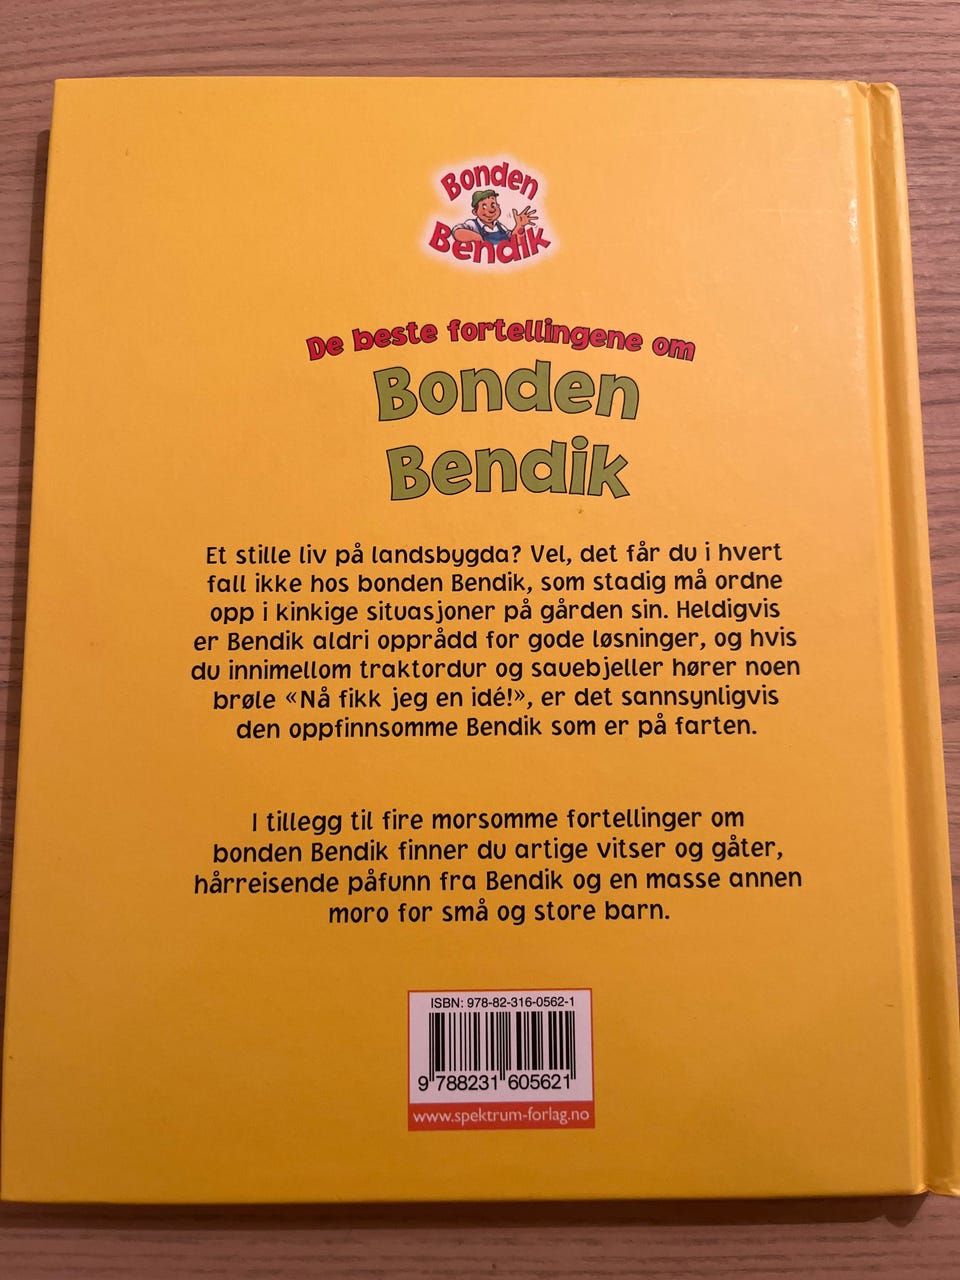 Bonden
Bendik
De beste fortellingene om
Bonden
Bendik
Et stille liv på landsbygda? Vel, det får du i hvert
fall ikke hos bonden Bendik, som stadig må ordne
opp i kinkige situasjoner på gården sin. Heldigvis
er Bendik aldri opprådd for gode løsninger, og hvis
du innimellom traktordur og sauebjeller hører noen
brøle «Nå fikk jeg en idé!», er det sannsynligvis
den oppfinnsomme Bendik som er på farten.
I tillegg til fire morsomme fortellinger om
bonden Bendik finner du artige vitser og gåter,
hårreisende påfunn fra Bendik og en masse annen
moro for små og store barn.
ISBN: 978-82-316-0562-1
9 788231 605621
www.spektrum-forlag.no